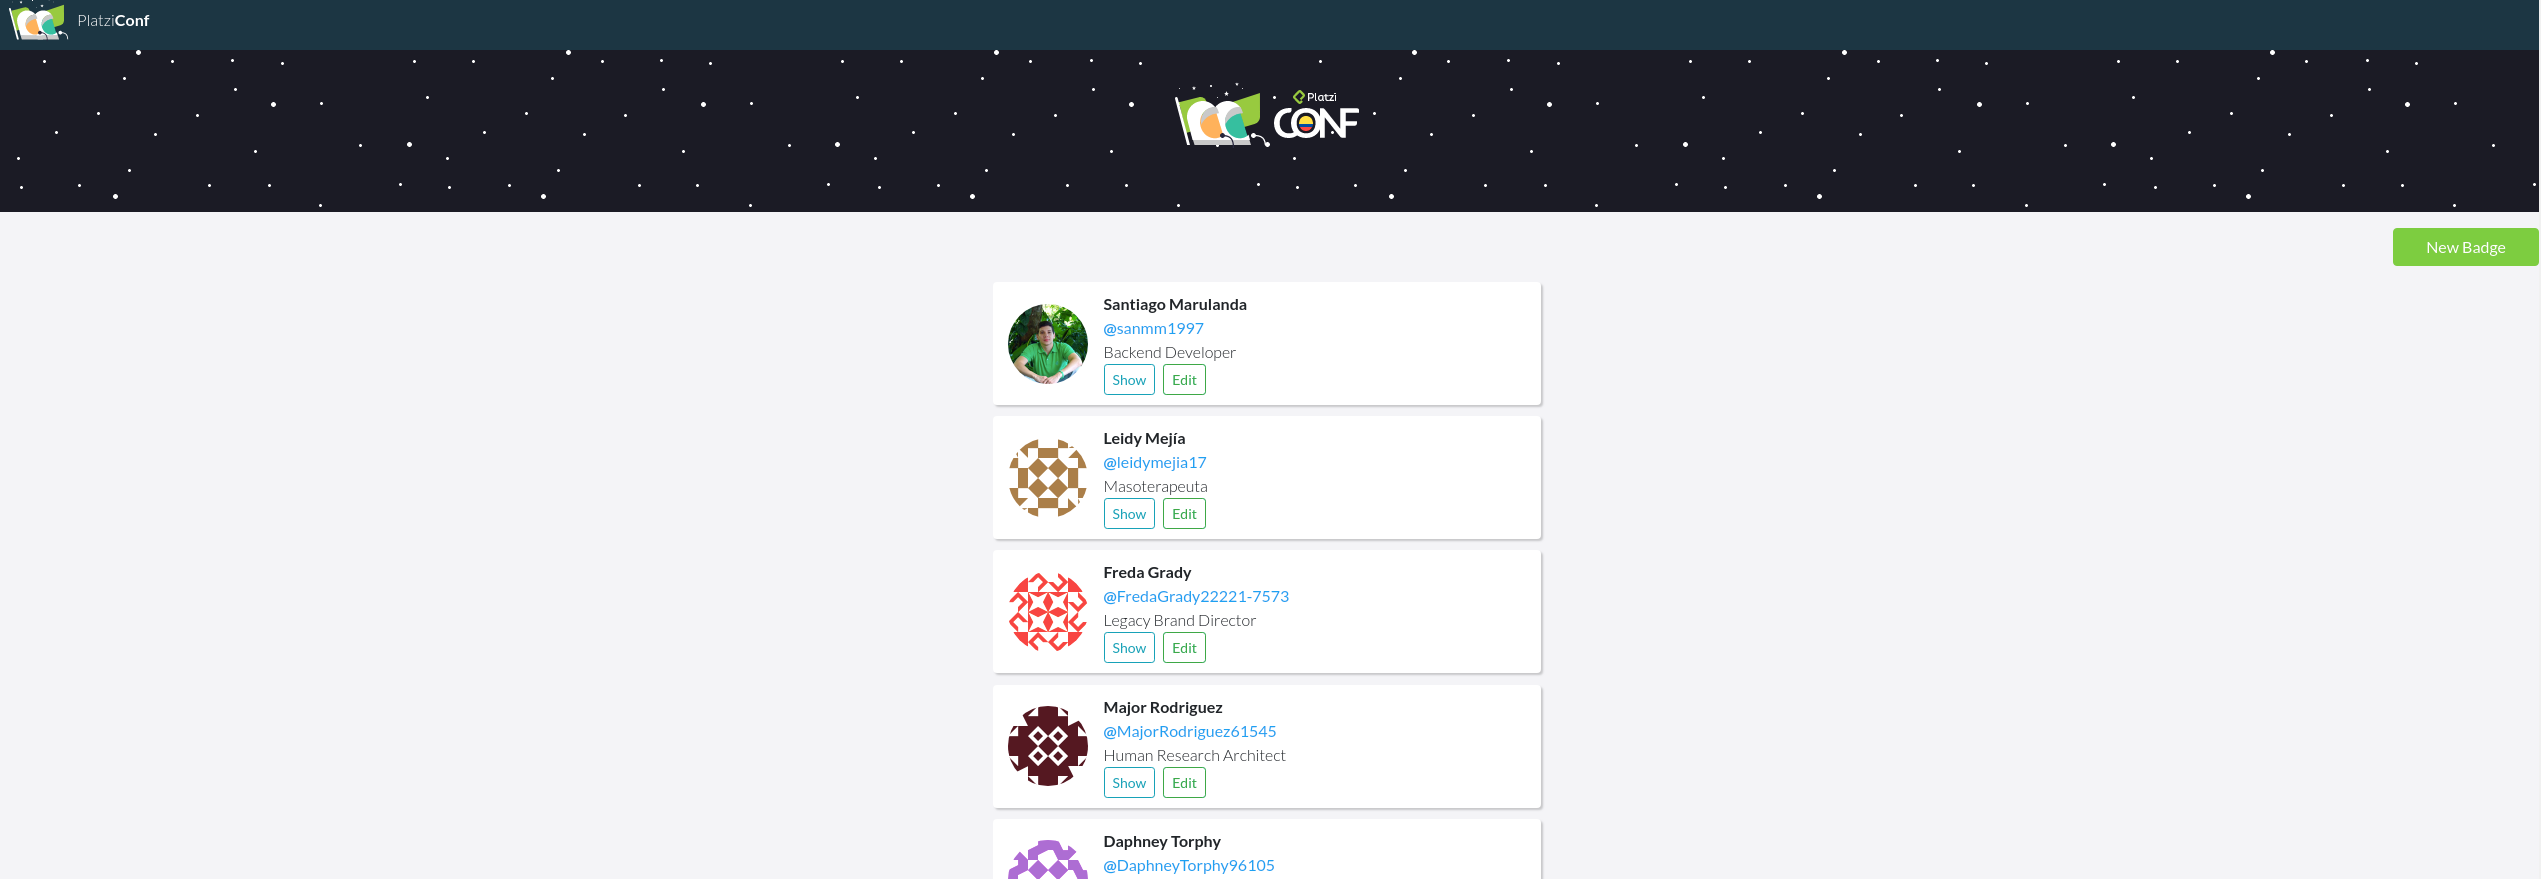 PlatziConf
Platzi
CONF
New Badge
Santiago Marulanda
@sanmm1997
Backend Developer
Show Edit
Leidy Mejía
@leidymejia17
Masoterapeuta
Show Edit
Freda Grady
@FredaGrady22221-7573
Legacy Brand Director
Show Edit
Major Rodriguez
@MajorRodriguez61545
Human Research Architect
Show Edit
Daphney Torphy
@DaphneyTorphy96105